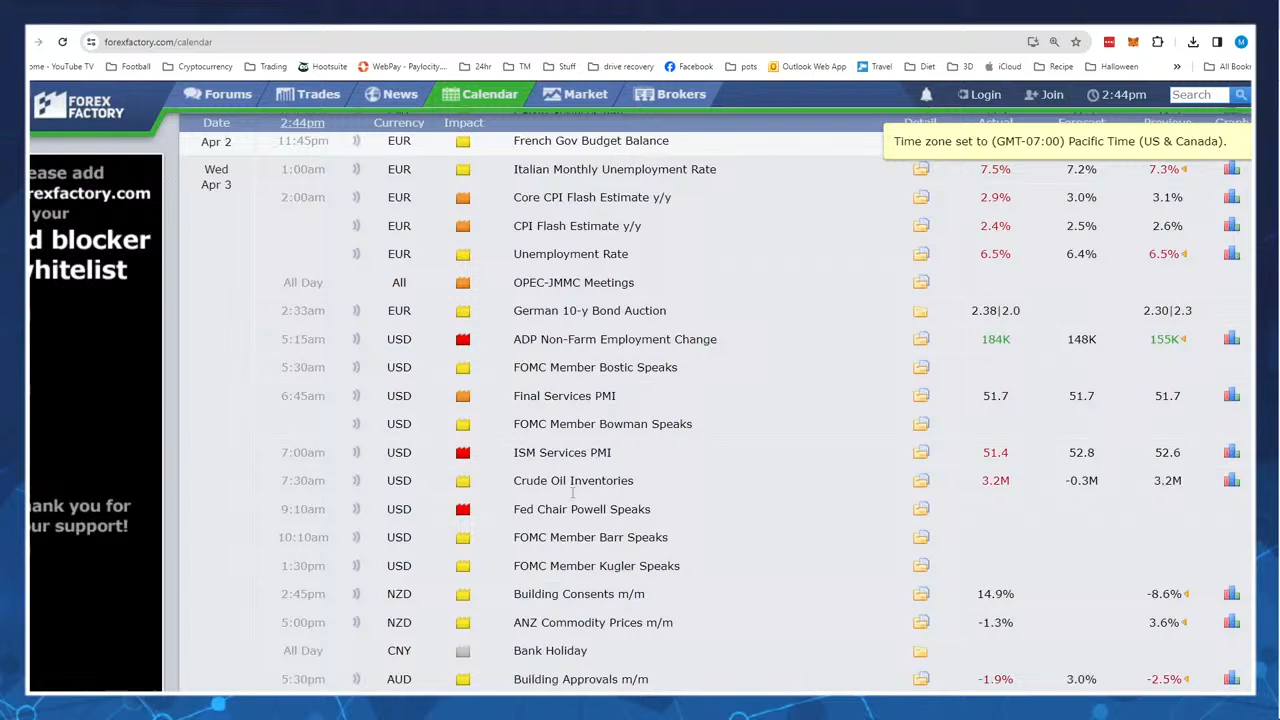 forexfactory.com/calendar
ome - YouTube TV Football Cryptocurrency Trading Hootsuite WebPay - Paylocity.... 24hr TM Stuff drive recovery Facebook pots Outlook Web App Travel Diet 3D iCloud Recipe Halloween » All Book
FOREX FACTORY Forums Trades News Calendar Market Brokers Login Join 2:44pm Search
Date 2:44pm Currency Impact Detail Actual Forecast Previous Graph
Time zone set to (GMT-07:00) Pacific Time (US & Canada).
Apr 2 11:45pm EUR French Gov Budget Balance
Wed Apr 3 1:00am EUR Italian Monthly Unemployment Rate 7.5% 7.2% 7.3%
2:00am EUR Core CPI Flash Estimate y/y 2.9% 3.0% 3.1%
EUR CPI Flash Estimate y/y 2.4% 2.5% 2.6%
EUR Unemployment Rate 6.5% 6.4% 6.5%
All Day All OPEC-JMMC Meetings
2:33am EUR German 10-y Bond Auction 2.38|2.0 2.30|2.3
5:15am USD ADP Non-Farm Employment Change 184K 148K 155K
5:30am USD FOMC Member Bostic Speaks
6:45am USD Final Services PMI 51.7 51.7 51.7
USD FOMC Member Bowman Speaks
7:00am USD ISM Services PMI 51.4 52.8 52.6
7:30am USD Crude Oil Inventories 3.2M -0.3M 3.2M
9:10am USD Fed Chair Powell Speaks
10:10am USD FOMC Member Barr Speaks
1:30pm USD FOMC Member Kugler Speaks
2:45pm NZD Building Consents m/m 14.9% -8.6%
5:00pm NZD ANZ Commodity Prices m/m -1.3% 3.6%
All Day CNY Bank Holiday
5:30pm AUD Building Approvals m/m -1.9% 3.0% -2.5%
ease add
rexfactory.com
your
d blocker
whitelist
ank you for
ur support!